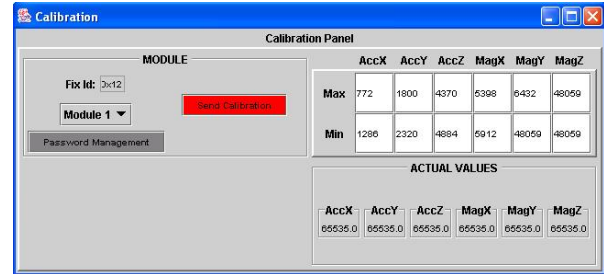 Calibration
Calibration Panel
MODULE
Fix Id: 0x12
Module 1
Send Calibration
Password Management
AccX AccY AccZ MagX MagY MagZ
Max 772 1800 4370 5398 6432 48059
Min 1286 2320 4884 5912 48059 48059
ACTUAL VALUES
AccX AccY AccZ MagX MagY MagZ
65535.0 65535.0 65535.0 65535.0 65535.0 65535.0